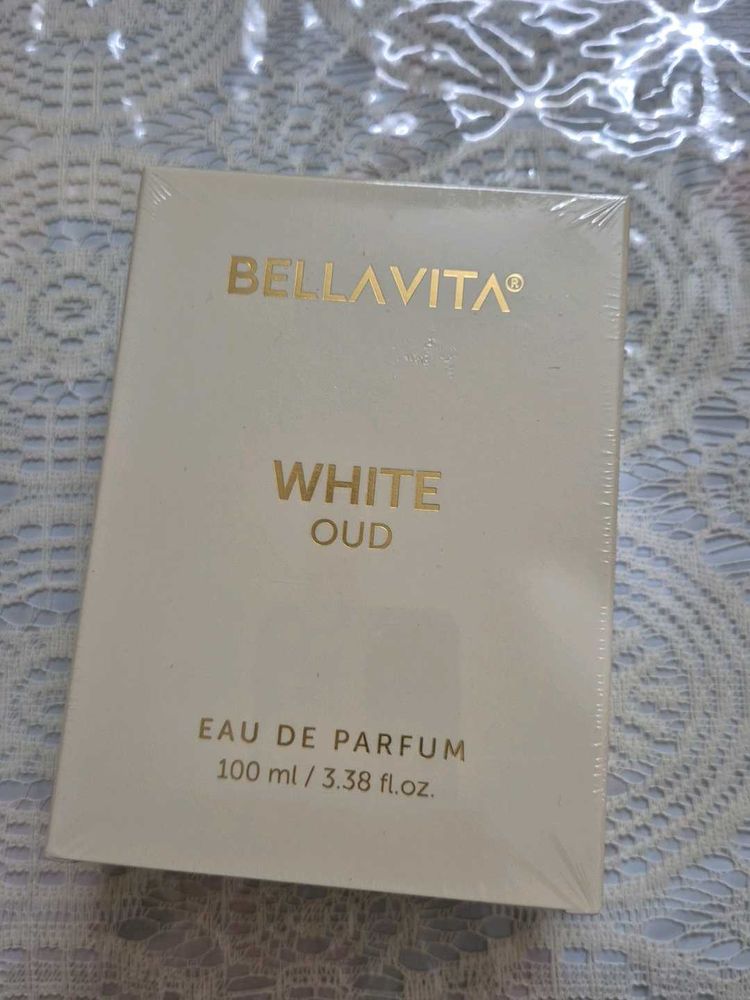 BELLAVITA®
WHITE
OUD
EAU DE PARFUM
100 ml / 3.38 fl.oz.